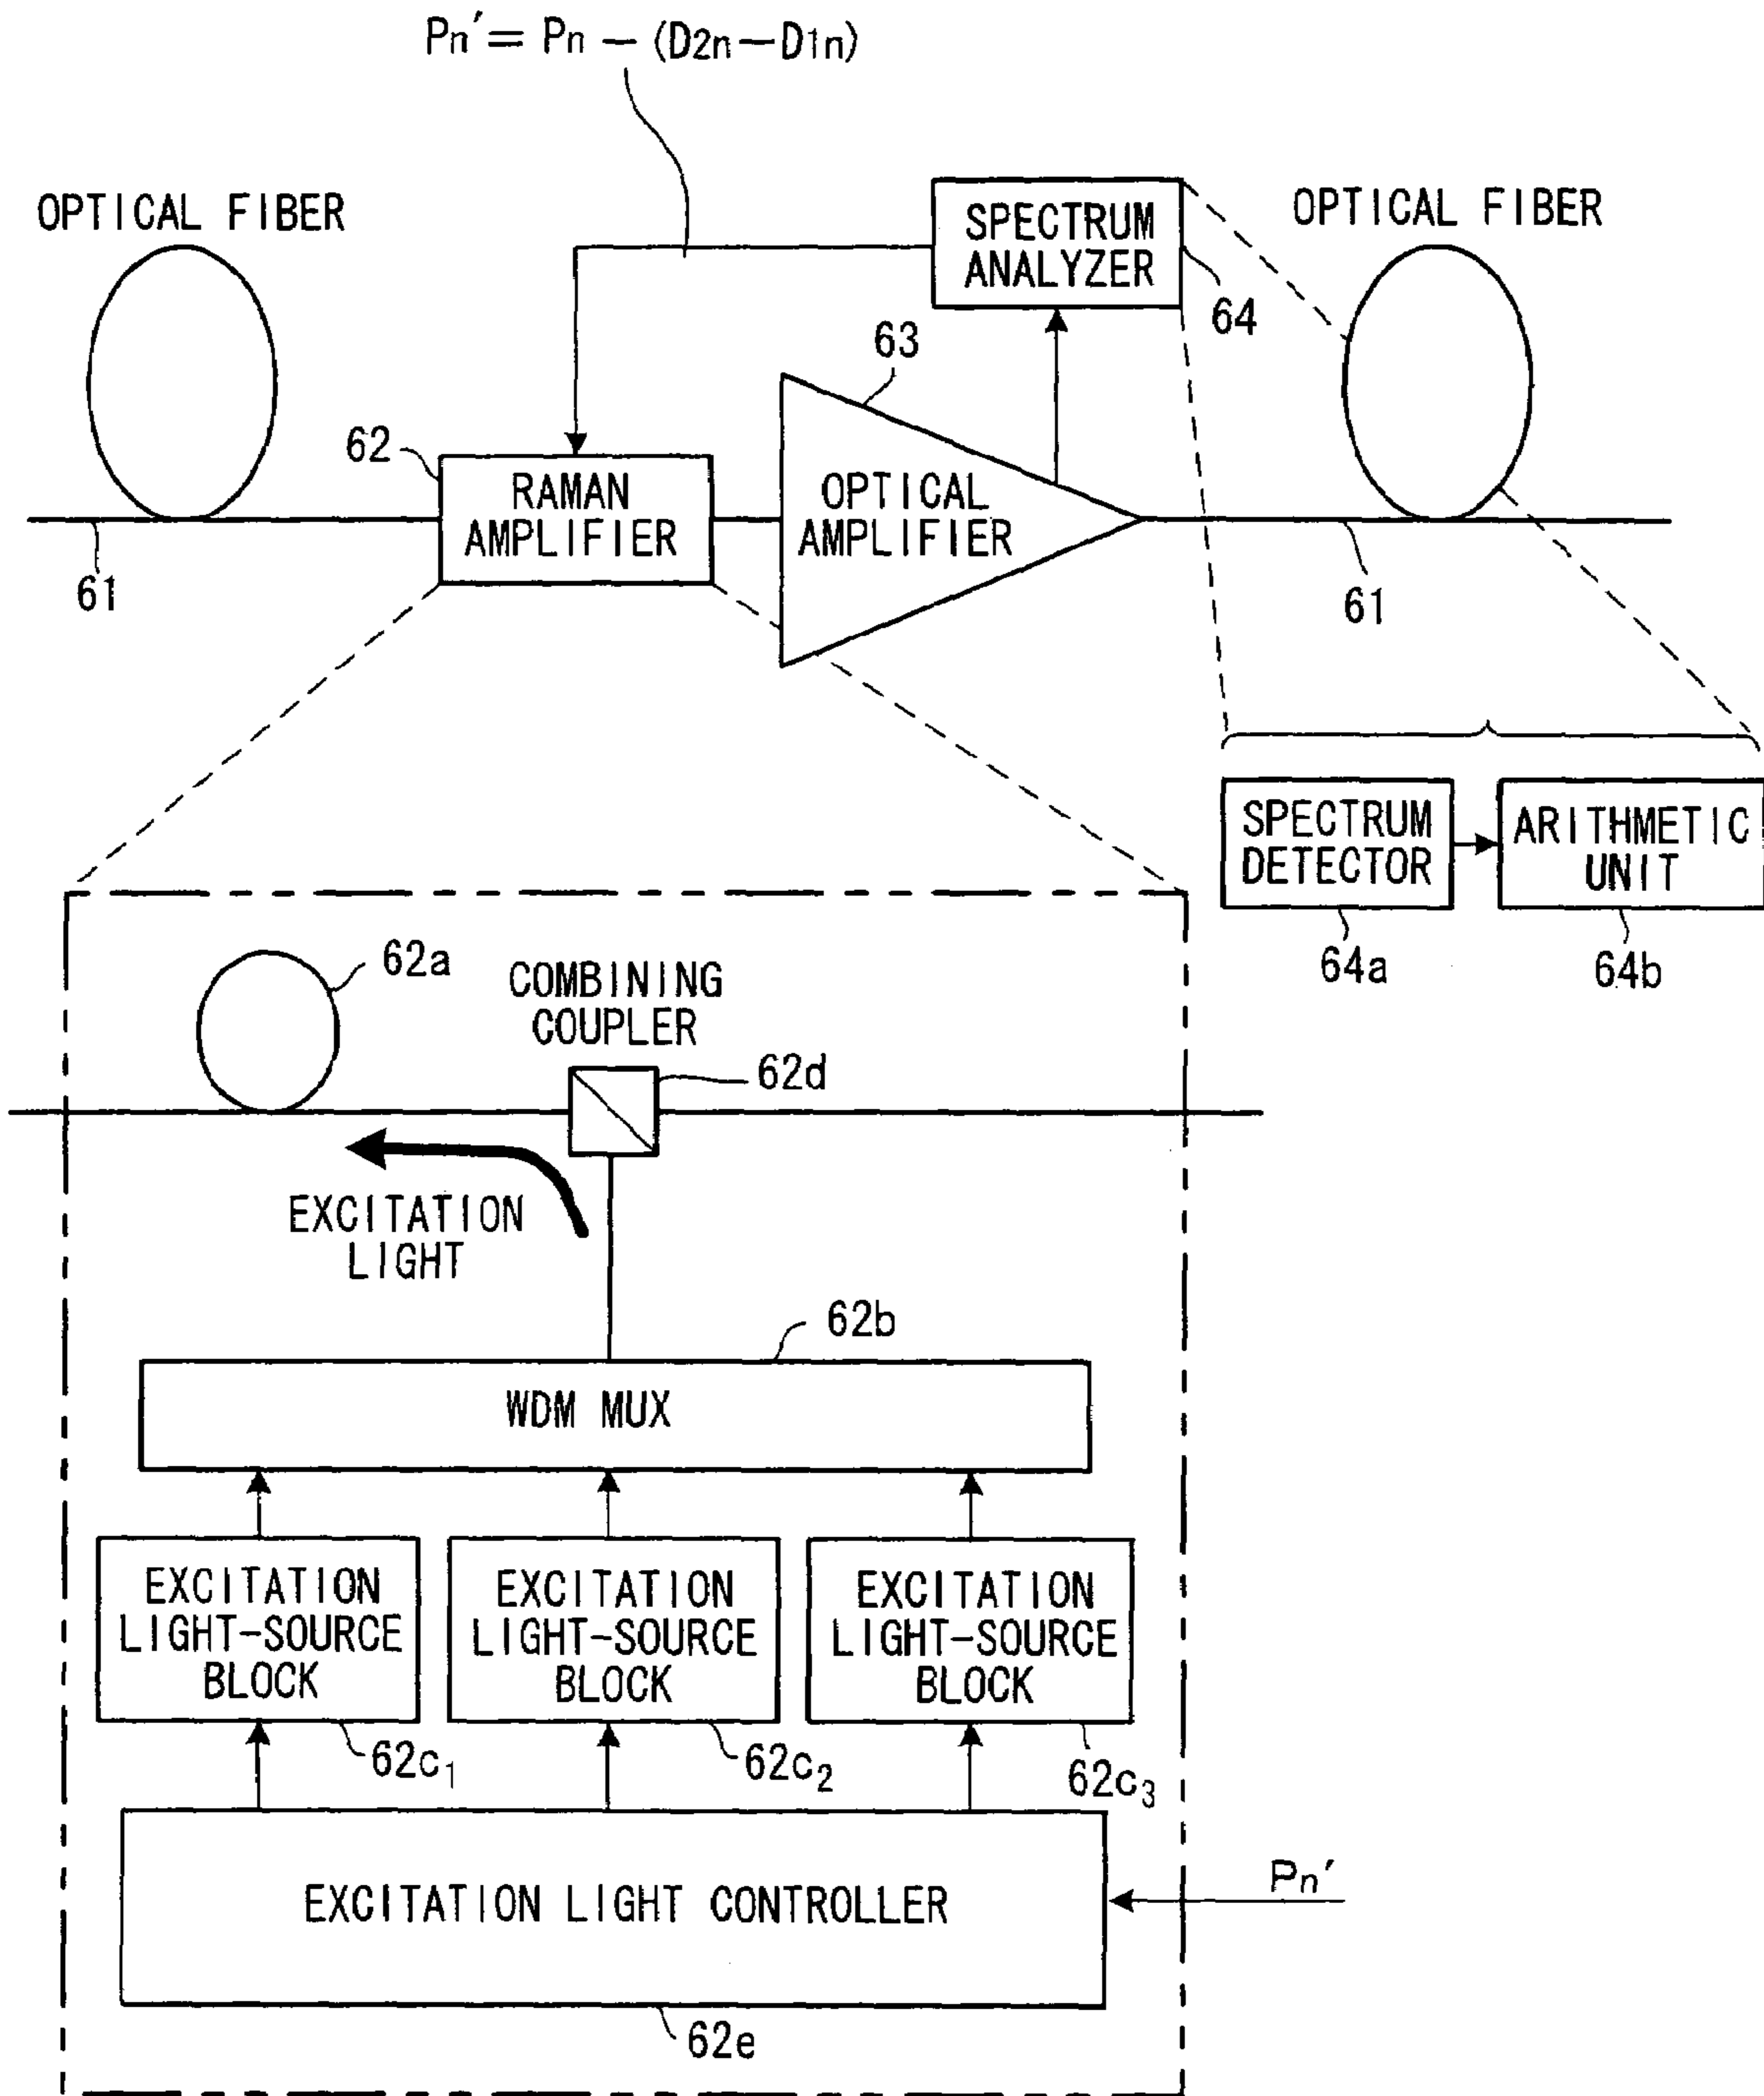 Pn′= Pn − (D2n−D1n)
OPTICAL FIBER
SPECTRUM
ANALYZER
OPTICAL FIBER
64
63
62
RAMAN
AMPLIFIER
OPTICAL
AMPLIFIER
61
61
SPECTRUM
DETECTOR
ARITHMETIC
UNIT
64a
64b
62a
COMBINING
COUPLER
62d
EXCITATION
LIGHT
62b
WDM MUX
EXCITATION
LIGHT-SOURCE
BLOCK
EXCITATION
LIGHT-SOURCE
BLOCK
EXCITATION
LIGHT-SOURCE
BLOCK
62c1
62c2
62c3
EXCITATION LIGHT CONTROLLER
Pn′
62e